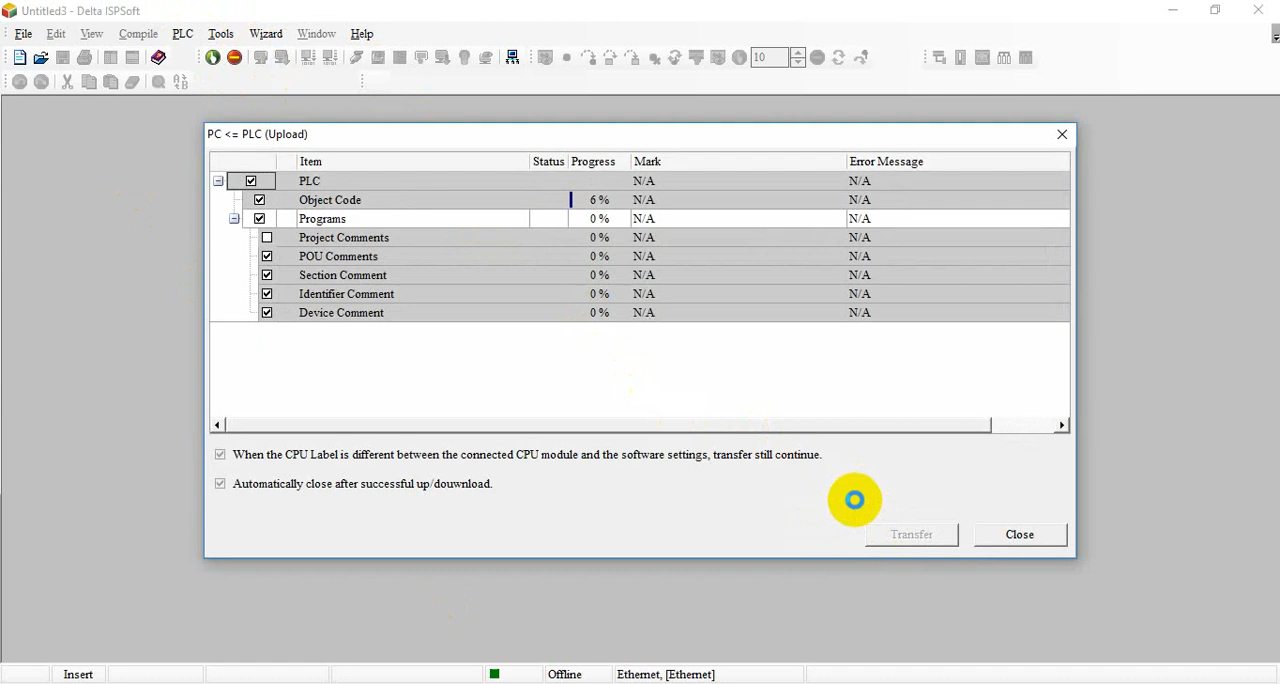 Untitled3 - Delta ISPSoft
File Edit View Compile PLC Tools Wizard Window Help
10
PC <= PLC (Upload)
Item Status Progress Mark Error Message
PLC N/A N/A
Object Code 6 % N/A N/A
Programs 0 % N/A N/A
Project Comments 0 % N/A N/A
POU Comments 0 % N/A N/A
Section Comment 0 % N/A N/A
Identifier Comment 0 % N/A N/A
Device Comment 0 % N/A N/A
When the CPU Label is different between the connected CPU module and the software settings, transfer still continue.
Automatically close after successful up/douwnload.
Transfer Close
Insert Offline Ethernet, [Ethernet]